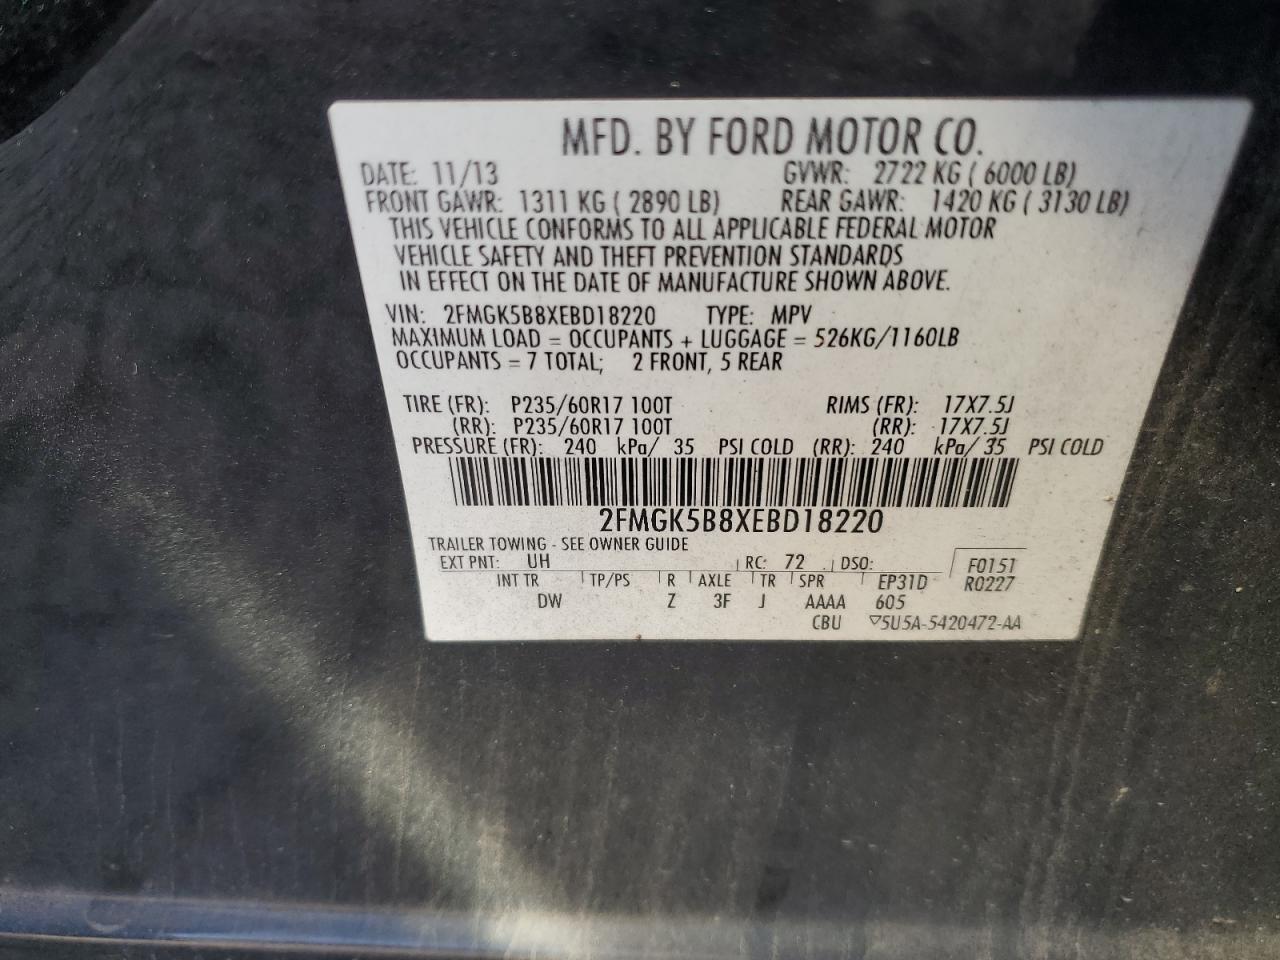 MFD. BY FORD MOTOR CO.
DATE: 11/13 GVWR: 2722 KG ( 6000 LB)
FRONT GAWR: 1311 KG ( 2890 LB) REAR GAWR: 1420 KG ( 3130 LB)
THIS VEHICLE CONFORMS TO ALL APPLICABLE FEDERAL MOTOR
VEHICLE SAFETY AND THEFT PREVENTION STANDARDS
IN EFFECT ON THE DATE OF MANUFACTURE SHOWN ABOVE.
VIN: 2FMGK5B8XEBD18220 TYPE: MPV
MAXIMUM LOAD = OCCUPANTS + LUGGAGE = 526KG/1160LB
OCCUPANTS = 7 TOTAL; 2 FRONT, 5 REAR
TIRE (FR): P235/60R17 100T RIMS (FR): 17X7.5J
(RR): P235/60R17 100T (RR): 17X7.5J
PRESSURE (FR): 240 kPa/ 35 PSI COLD (RR): 240 kPa/ 35 PSI COLD
2FMGK5B8XEBD18220
TRAILER TOWING - SEE OWNER GUIDE
EXT PNT: UH RC: 72 DSO: F0151
INT TR TP/PS R AXLE TR SPR EP31D R0227
DW Z 3F J AAAA 605
CBU ▽5U5A-5420472-AA